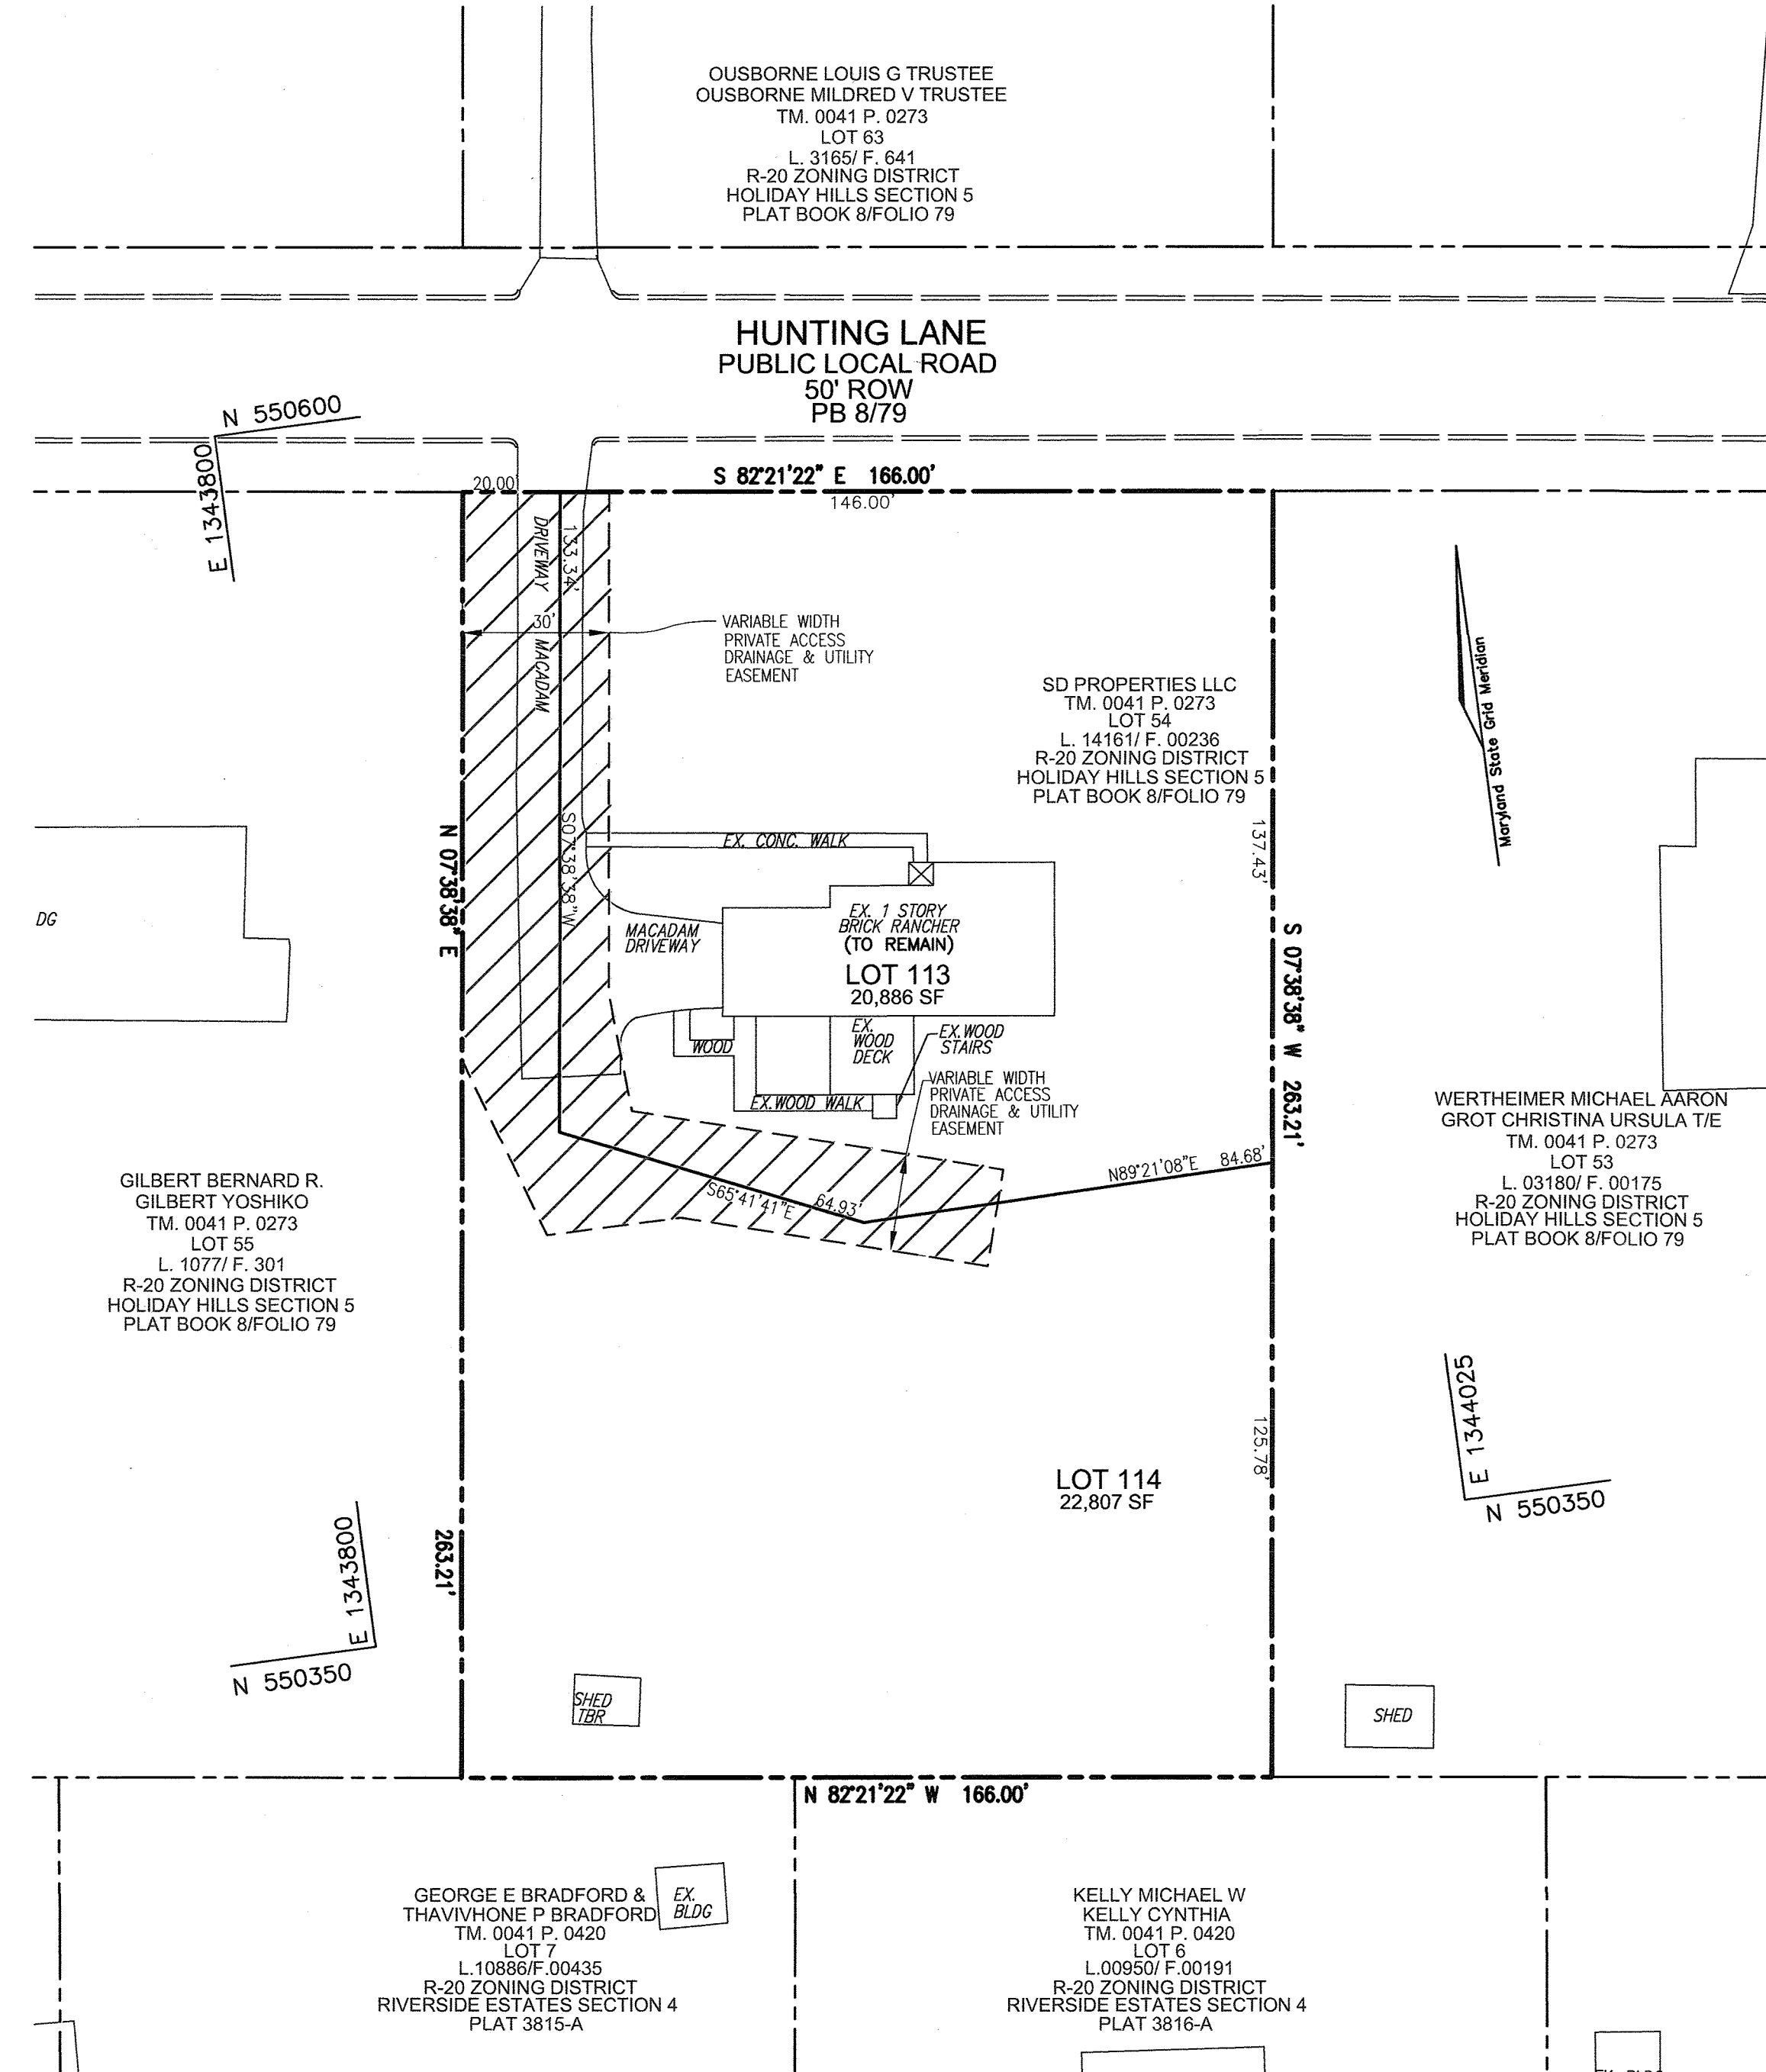 OUSBORNE LOUIS G TRUSTEE
OUSBORNE MILDRED V TRUSTEE
TM. 0041 P. 0273
LOT 63
L. 3165/ F. 641
R-20 ZONING DISTRICT
HOLIDAY HILLS SECTION 5
PLAT BOOK 8/FOLIO 79
HUNTING LANE
PUBLIC LOCAL ROAD
50' ROW
PB 8/79
N 550600
E 1343800
S 82°21'22" E 166.00'
20.00'
146.00'
DRIVEWAY
MACADAM
133.34'
S07°38'38"W
30'
VARIABLE WIDTH
PRIVATE ACCESS
DRAINAGE & UTILITY
EASEMENT
SD PROPERTIES LLC
TM. 0041 P. 0273
LOT 54
L. 14161/ F. 00236
R-20 ZONING DISTRICT
HOLIDAY HILLS SECTION 5
PLAT BOOK 8/FOLIO 79
Maryland State Grid Meridian
137.43'
N 07°38'38" E
263.21'
DG
EX. CONC. WALK
EX. 1 STORY
BRICK RANCHER
(TO REMAIN)
LOT 113
20,886 SF
MACADAM
DRIVEWAY
WOOD
EX.
WOOD
DECK
EX.WOOD
STAIRS
EX.WOOD WALK
VARIABLE WIDTH
PRIVATE ACCESS
DRAINAGE & UTILITY
EASEMENT
S 07°38'38" W 263.21'
S65°41'41"E 64.93'
N89°21'08"E 84.68'
WERTHEIMER MICHAEL AARON
GROT CHRISTINA URSULA T/E
TM. 0041 P. 0273
LOT 53
L. 03180/ F. 00175
R-20 ZONING DISTRICT
HOLIDAY HILLS SECTION 5
PLAT BOOK 8/FOLIO 79
GILBERT BERNARD R.
GILBERT YOSHIKO
TM. 0041 P. 0273
LOT 55
L. 1077/ F. 301
R-20 ZONING DISTRICT
HOLIDAY HILLS SECTION 5
PLAT BOOK 8/FOLIO 79
125.78'
LOT 114
22,807 SF
E 1344025
N 550350
E 1343800
N 550350
SHED
TBR
SHED
N 82°21'22" W 166.00'
GEORGE E BRADFORD &
THAVIVHONE P BRADFORD
TM. 0041 P. 0420
LOT 7
L.10886/F.00435
R-20 ZONING DISTRICT
RIVERSIDE ESTATES SECTION 4
PLAT 3815-A
EX.
BLDG
KELLY MICHAEL W
KELLY CYNTHIA
TM. 0041 P. 0420
LOT 6
L.00950/ F.00191
R-20 ZONING DISTRICT
RIVERSIDE ESTATES SECTION 4
PLAT 3816-A